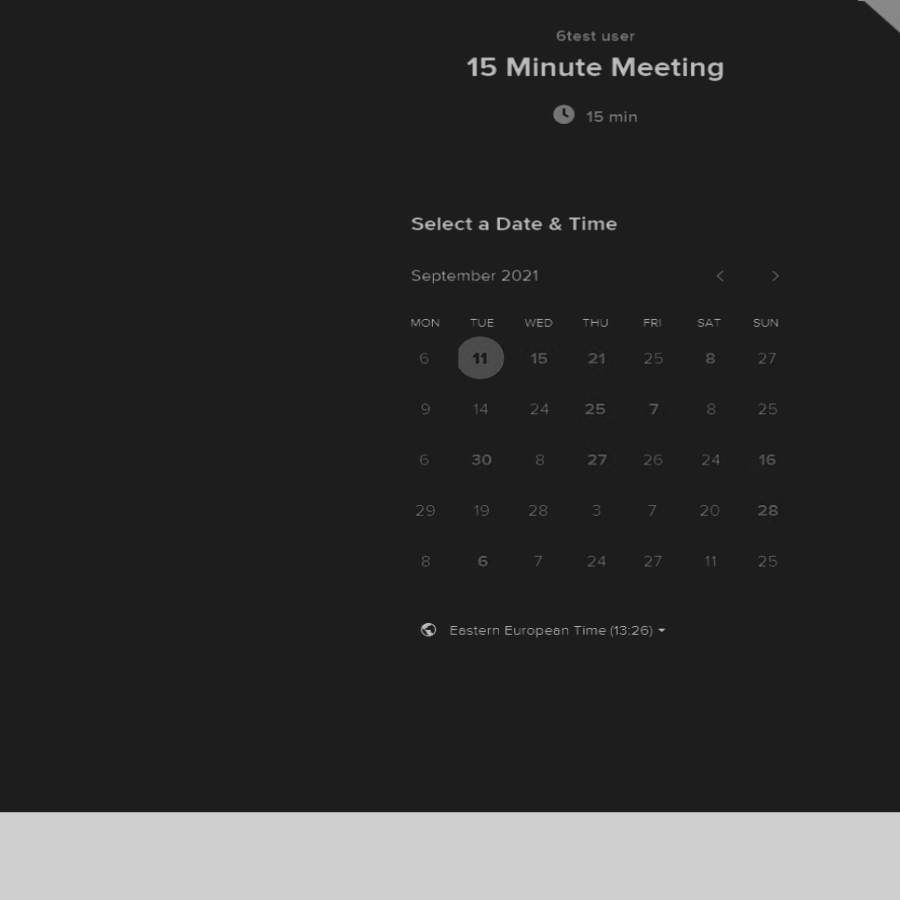 6test user
15 Minute Meeting
15 min
Select a Date & Time
September 2021
MON TUE WED THU FRI SAT SUN
6 11 15 21 25 8 27
9 14 24 25 7 8 25
6 30 8 27 26 24 16
29 19 28 3 7 20 28
8 6 7 24 27 11 25
Eastern European Time (13:26)